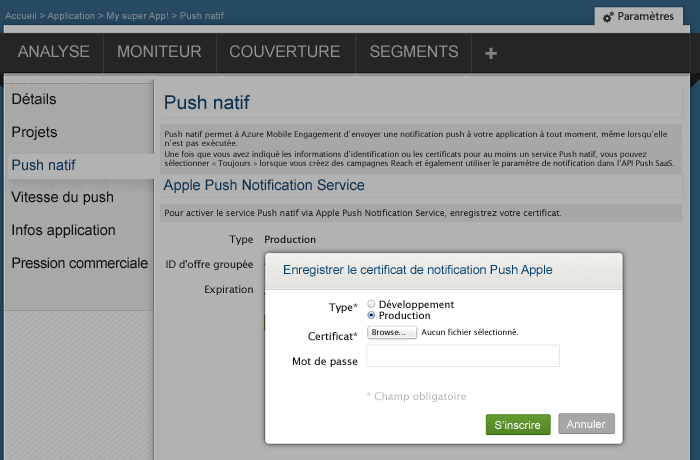 Accueil > Application > My super App! > Push natif
Paramètres
ANALYSE
MONITEUR
COUVERTURE
SEGMENTS
+
Détails
Projets
Push natif
Vitesse du push
Infos application
Pression commerciale
Push natif
Push natif permet à Azure Mobile Engagement d'envoyer une notification push à votre application à tout moment, même lorsqu'elle
n'est pas exécutée.
Une fois que vous avez indiqué les informations d'identification ou les certificats pour au moins un service Push natif, vous pouvez
sélectionner « Toujours » lorsque vous créez des campagnes Reach et également utiliser le paramètre de notification dans l'API Push SaaS.
Apple Push Notification Service
Pour activer le service Push natif via Apple Push Notification Service, enregistrez votre certificat.
Type Production
ID d'offre groupée
Expiration
Enregistrer le certificat de notification Push Apple
Type* Développement
Production
Certificat* Browse... Aucun fichier sélectionné.
Mot de passe
* Champ obligatoire
S'inscrire Annuler